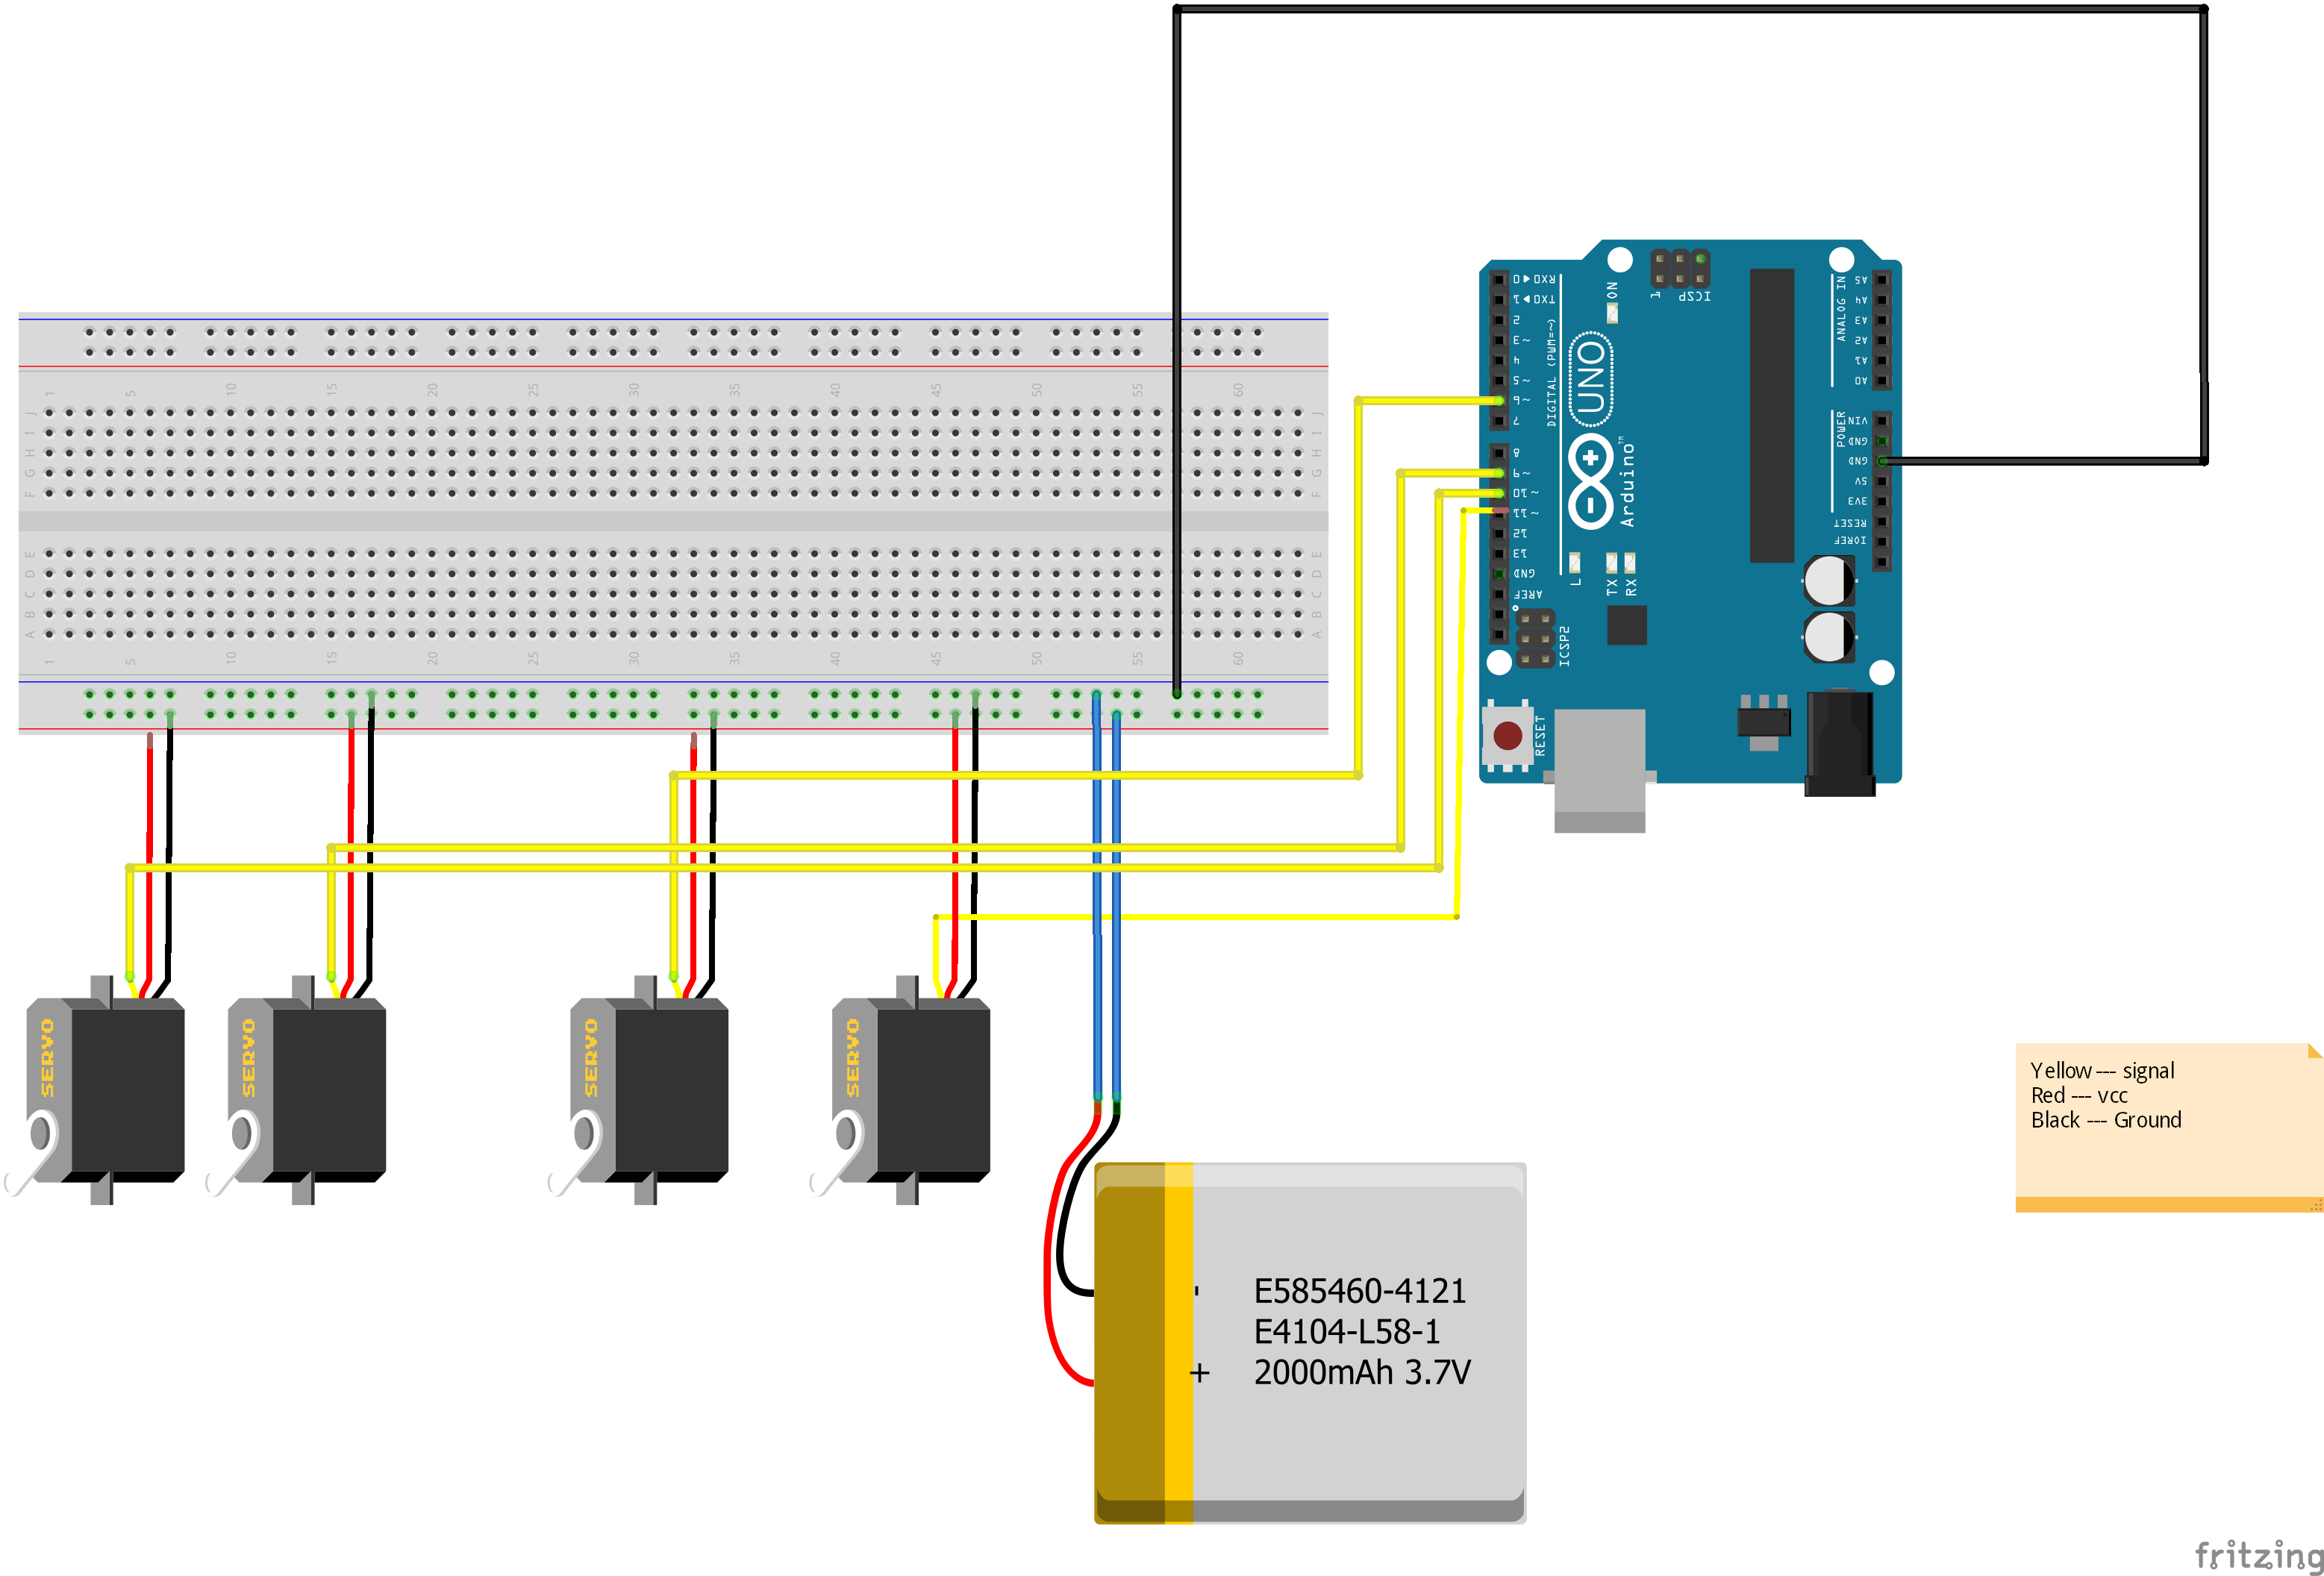 1 5 10 15 20 25 30 35 40 45 50 55 60
J J
I I
H H
G G
F F
E E
D D
C C
B B
A A
1 5 10 15 20 25 30 35 40 45 50 55 60
ON
1
ICSP
RX0 ◀ 0
TX0 ▶ 1
2
~ 3
4
~ 5
~ 6
7
8
~ 9
~ 10
~ 11
12
13
GND
AREF
DIGITAL (PWM=~)
UNO
Arduino™
L
TX
RX
ICSP2
RESET
ANALOG IN
A5
A4
A3
A2
A1
A0
POWER
VIN
GND
GND
5V
3V3
RESET
IOREF
SERVO
SERVO
SERVO
SERVO
- E585460-4121
E4104-L58-1
+ 2000mAh 3.7V
Yellow --- signal
Red --- vcc
Black --- Ground
fritzing